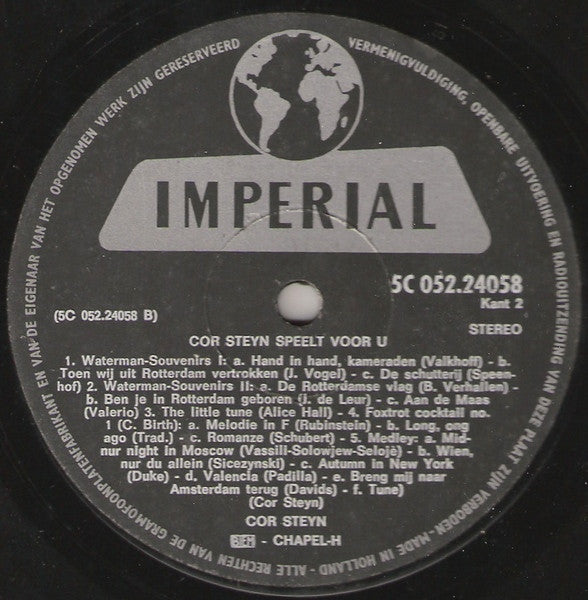 ALLE RECHTEN VAN DE GRAMOFOONPLATENFABRIKANT EN VAN DE EIGENAAR VAN HET OPGENOMEN WERK ZIJN GERESERVEERD
VERMENIGVULDIGING, OPENBARE UITVOERING EN RADIOUITZENDING VAN DEZE PLAAT ZIJN VERBODEN - MADE IN HOLLAND -
IMPERIAL
5C 052.24058
Kant 2
(5C 052.24058 B)
STEREO
COR STEYN SPEELT VOOR U
1. Waterman-Souvenirs I: a. Hand in hand, kameraden (Valkhoff) - b.
Toen wij uit Rotterdam vertrokken (J. Vogel) - c. De schutterij (Speen-
hof) 2. Waterman-Souvenirs II: a. De Rotterdamse vlag (B. Verhallen)
- b. Ben je in Rotterdam geboren (J. de Leur) - c. Aan de Maas
(Valerio) 3. The little tune (Alice Hall) - 4. Foxtrot cocktail no.
1 (C. Birth): a. Melodie in F (Rubinstein) - b. Long, ong
ago (Trad.) - c. Romanze (Schubert) - 5. Medley: a. Mid-
nur night in Moscow (Vassili-Solowjew-Selojè) - b. Wien,
nur du allein (Sicezynski) - c. Autumn in New York
(Duke) - d. Valencia (Padilla) - e. Breng mij naar
Amsterdam terug (Davids) - f. Tune)
(Cor Steyn)
COR STEYN
BIEM - CHAPEL-H